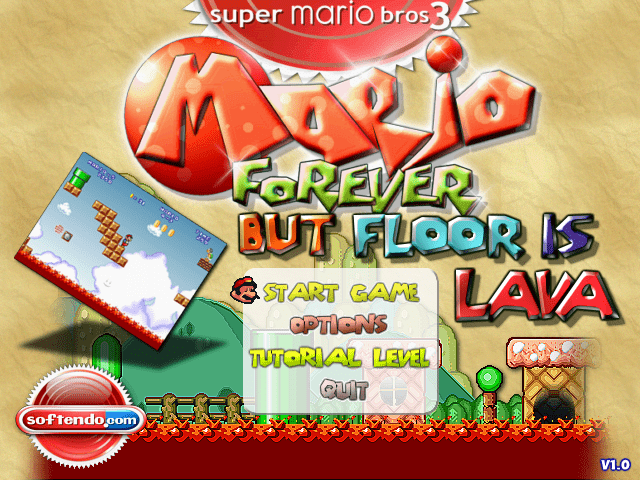 super mario bros 3
Mario
FOREVER
BUT FLOOR IS
LAVA
START GAME
OPTIONS
TUTORIAL LEVEL
QUIT
softendo.com
V1.0